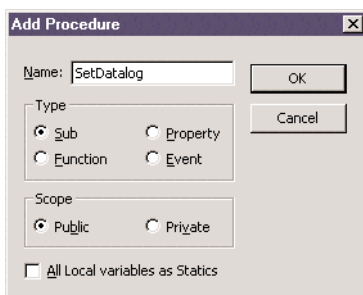 Add Procedure
Name: SetDatalog
OK
Cancel
Type
Sub
Property
Function
Event
Scope
Public
Private
All Local variables as Statics